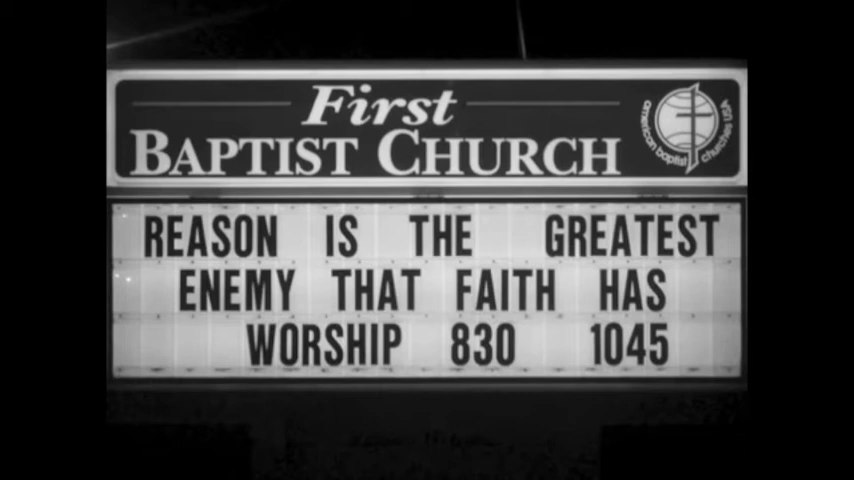 First
BAPTIST CHURCH
american baptist churches USA
REASON IS THE GREATEST
ENEMY THAT FAITH HAS
WORSHIP 830 1045